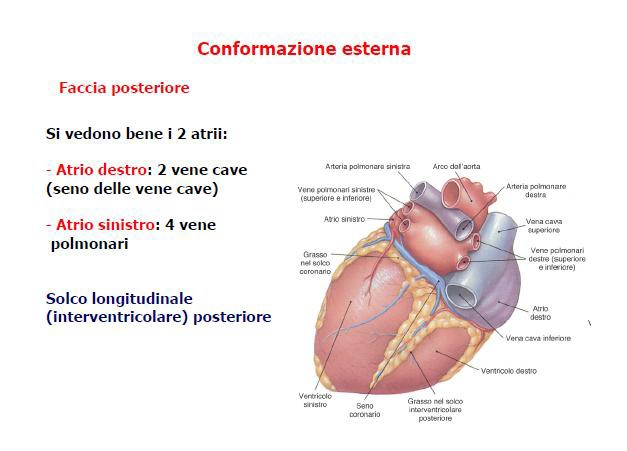 Conformazione esterna
Faccia posteriore
Si vedono bene i 2 atrii:
- Atrio destro: 2 vene cave
(seno delle vene cave)
- Atrio sinistro: 4 vene
polmonari
Solco longitudinale
(interventricolare) posteriore
Arteria polmonare sinistra
Arco dell'aorta
Vene polmonari sinistre
(superiore e inferiore)
Arteria polmonare
destra
Atrio sinistro
Vena cava
superiore
Grasso
nel solco
coronario
Vene polmonari
destre (superiore
e inferiore)
Atrio
destro
Vena cava inferiore
Ventricolo destro
Ventricolo
sinistro
Seno
coronario
Grasso nel solco
interventricolare
posteriore